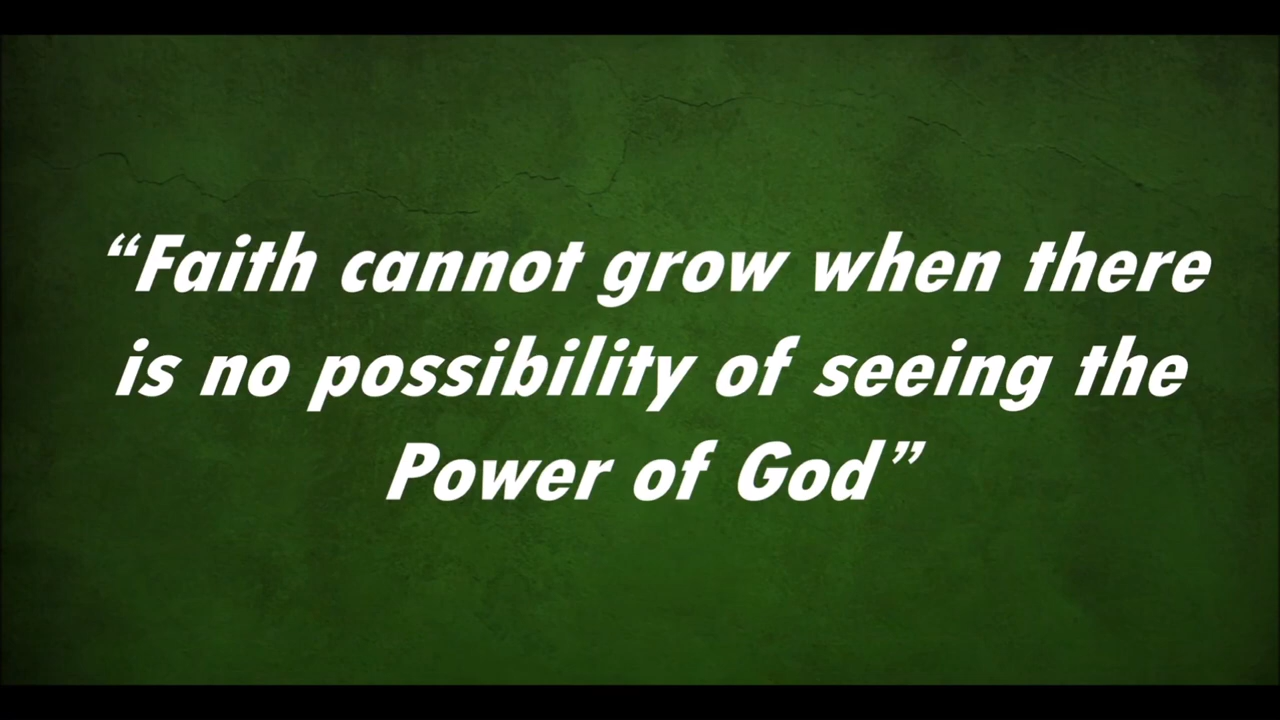 “Faith cannot grow when there
is no possibility of seeing the
Power of God”